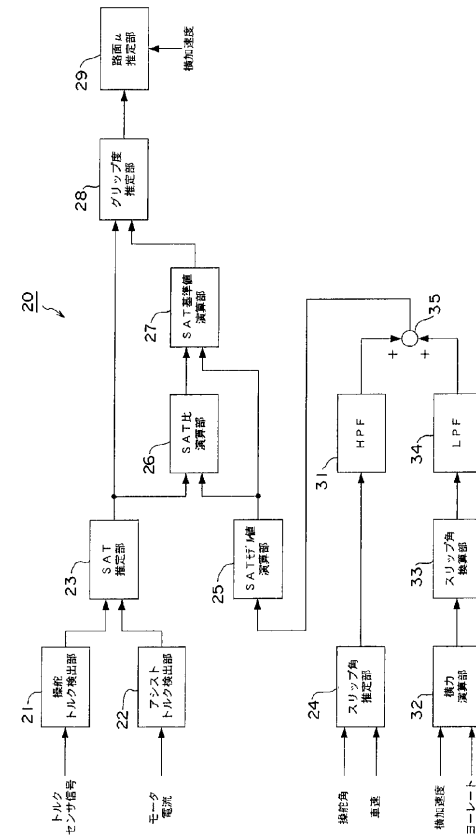 20
トルク
センサ信号
21
操舵
トルク検出部
モータ
電流
22
アシスト
トルク検出部
23
SAT
推定部
26
SAT比
演算部
27
SAT基準値
演算部
28
グリップ度
推定部
29
路面μ
推定部
横加速度
25
SATモデル値
演算部
操舵角
車速
24
スリップ角
推定部
31
HPF
+
+
35
横加速度
ヨーレート
32
横力
演算部
33
スリップ角
換算部
34
LPF